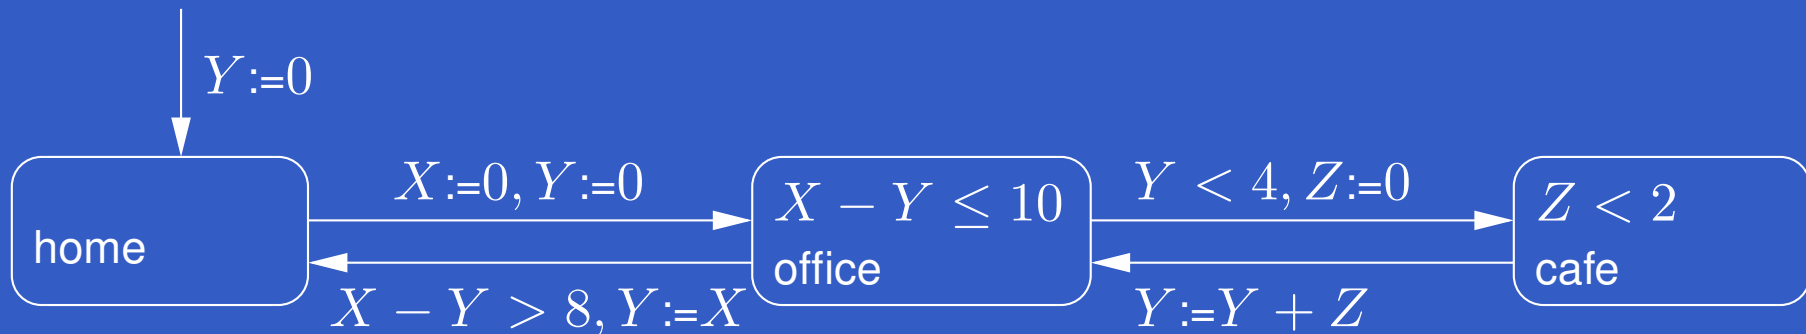 Y:=0
home
X:=0, Y:=0
X − Y > 8, Y:=X
X − Y ≤ 10
office
Y < 4, Z:=0
Y:=Y + Z
Z < 2
cafe